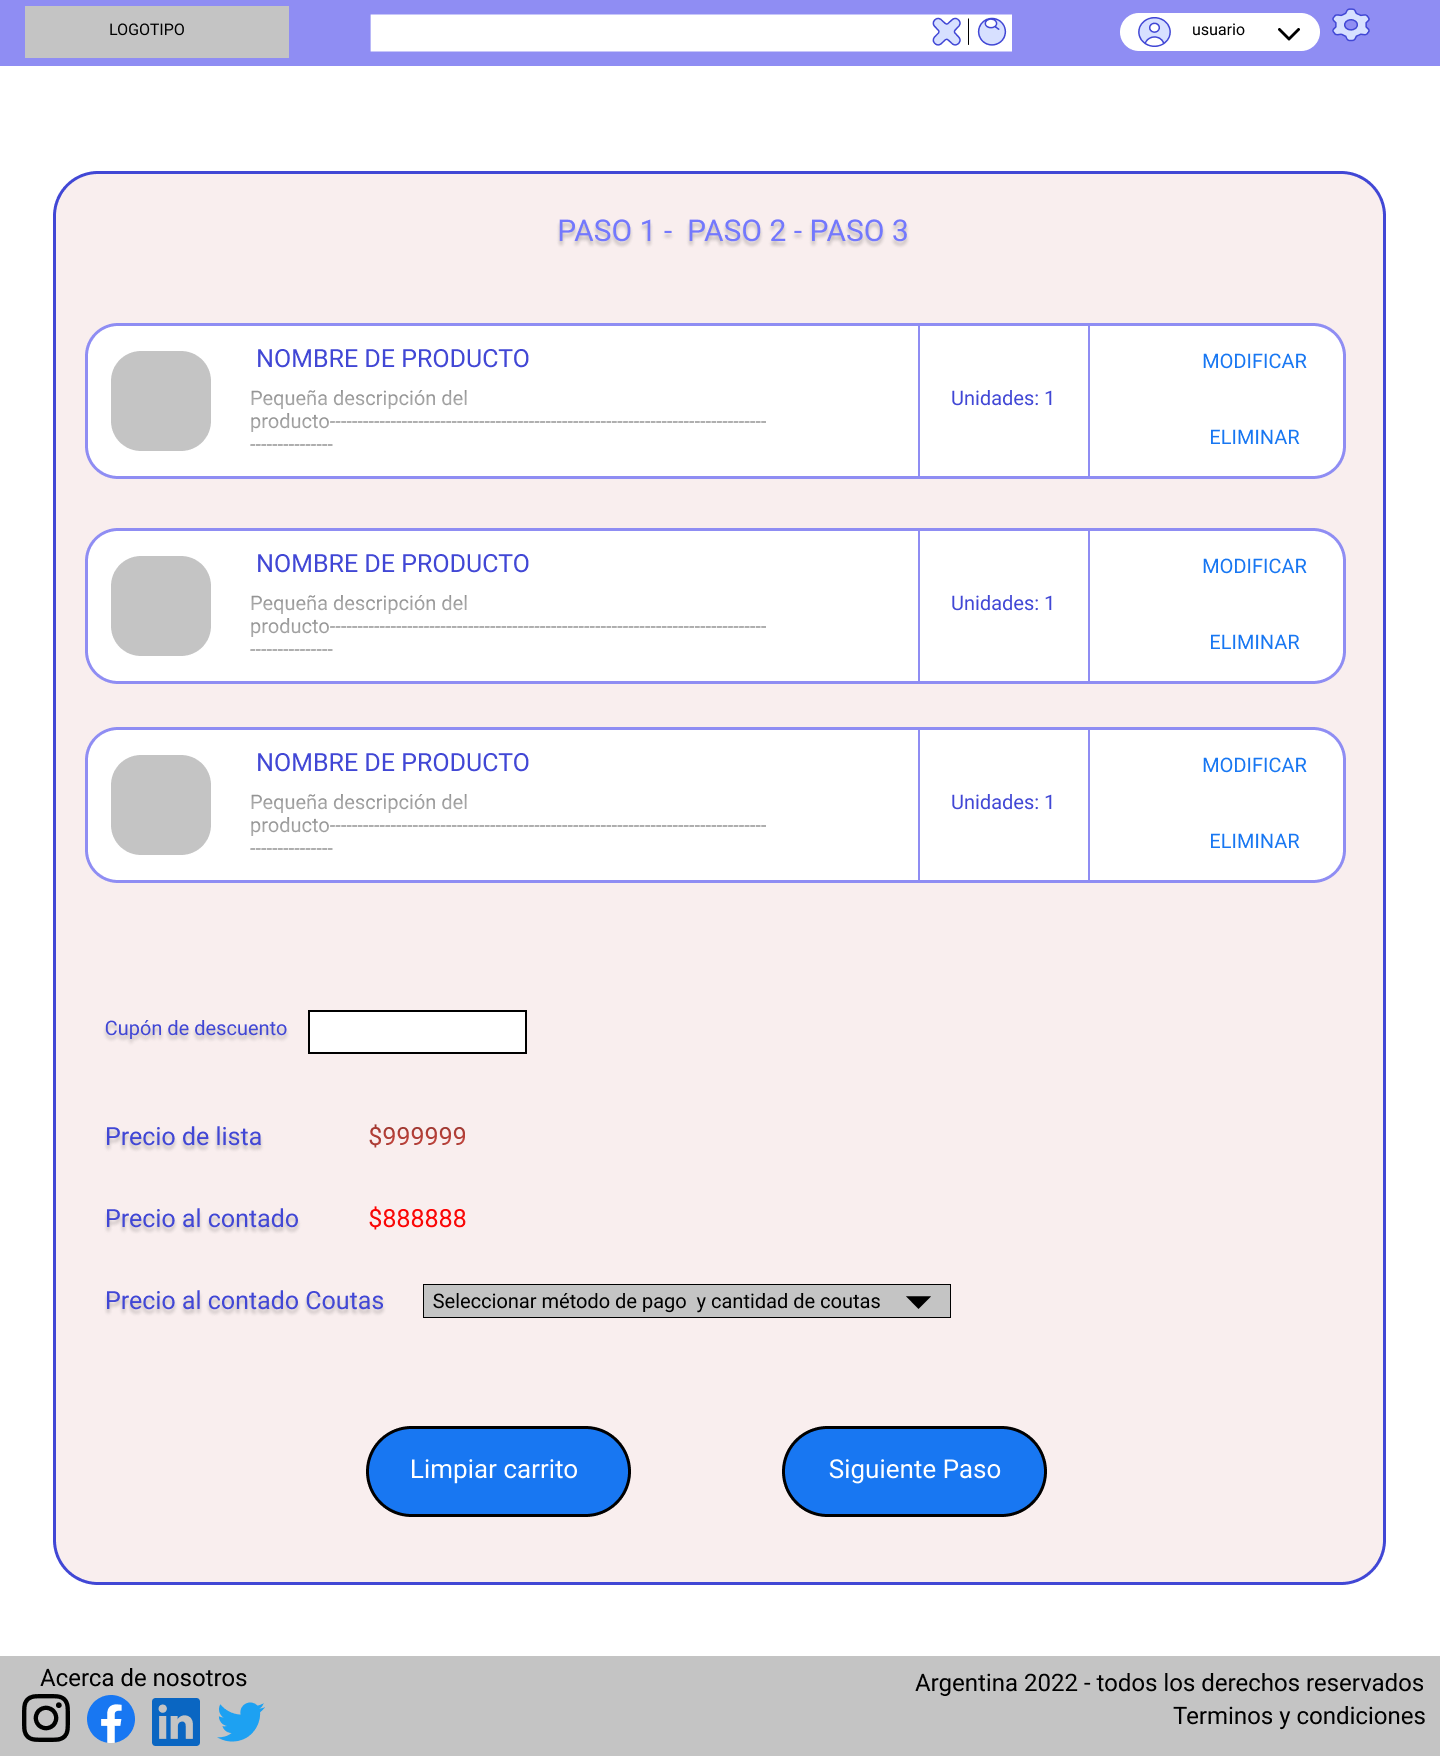 LOGOTIPO
usuario
PASO 1 -  PASO 2 - PASO 3
NOMBRE DE PRODUCTO
Pequeña descripción del
producto-------------------------------------------------------------------------------
---------------
Unidades: 1
MODIFICAR
ELIMINAR
NOMBRE DE PRODUCTO
Pequeña descripción del
producto-------------------------------------------------------------------------------
---------------
Unidades: 1
MODIFICAR
ELIMINAR
NOMBRE DE PRODUCTO
Pequeña descripción del
producto-------------------------------------------------------------------------------
---------------
Unidades: 1
MODIFICAR
ELIMINAR
Cupón de descuento
Precio de lista $999999
Precio al contado $888888
Precio al contado Coutas Seleccionar método de pago  y cantidad de coutas
Limpiar carrito
Siguiente Paso
Acerca de nosotros
in
Argentina 2022 - todos los derechos reservados
Terminos y condiciones